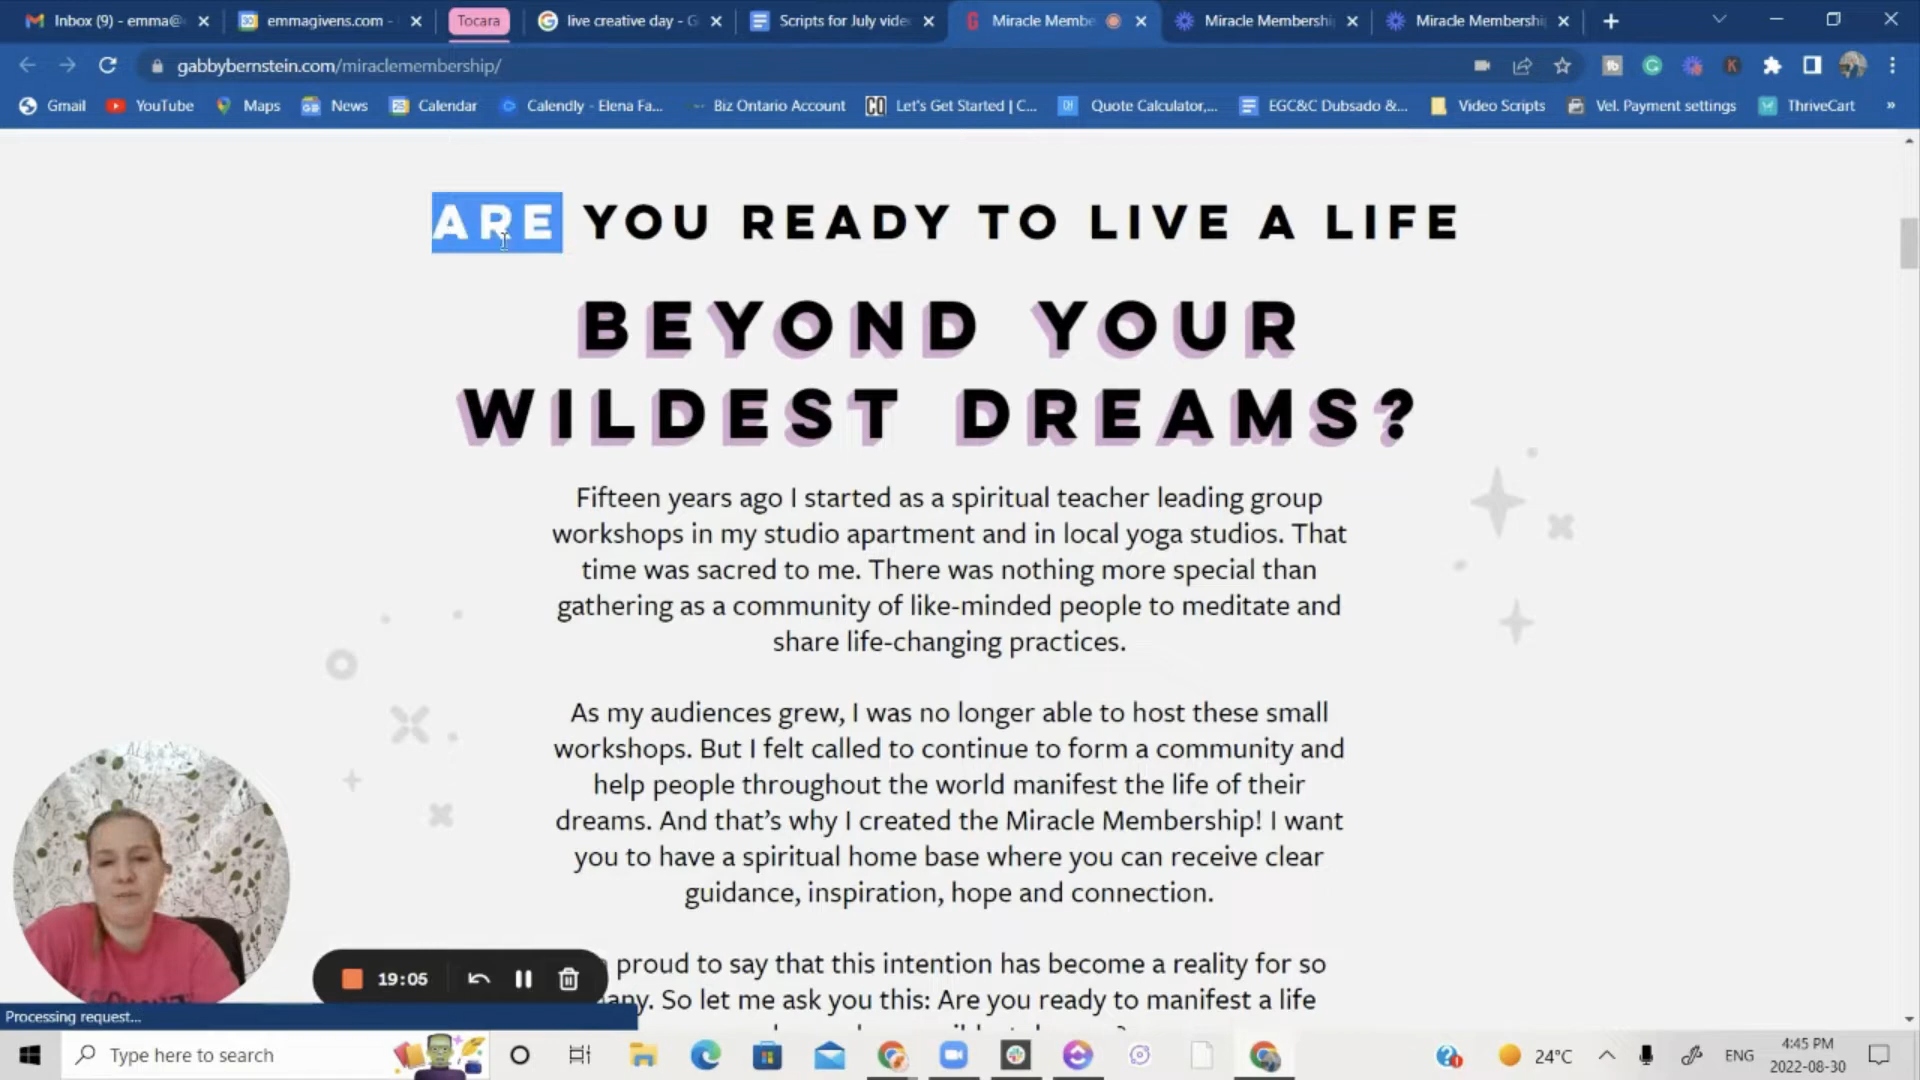 Inbox (9) - emma@
emmagivens.com -
Tocara
live creative day - G
Scripts for July vide
Miracle Membe
Miracle Membershi
Miracle Membershi
gabbybernstein.com/miraclemembership/
Gmail
YouTube
Maps
News
Calendar
Calendly - Elena Fa...
Biz Ontario Account
Let's Get Started | C...
Quote Calculator,...
EGC&C Dubsado &...
Video Scripts
Vel. Payment settings
ThriveCart
»
ARE YOU READY TO LIVE A LIFE
BEYOND YOUR
WILDEST DREAMS?
Fifteen years ago I started as a spiritual teacher leading group
workshops in my studio apartment and in local yoga studios. That
time was sacred to me. There was nothing more special than
gathering as a community of like-minded people to meditate and
share life-changing practices.
As my audiences grew, I was no longer able to host these small
workshops. But I felt called to continue to form a community and
help people throughout the world manifest the life of their
dreams. And that's why I created the Miracle Membership! I want
you to have a spiritual home base where you can receive clear
guidance, inspiration, hope and connection.
proud to say that this intention has become a reality for so
any. So let me ask you this: Are you ready to manifest a life
19:05
Processing request...
Type here to search
24°C
ENG
4:45 PM
2022-08-30